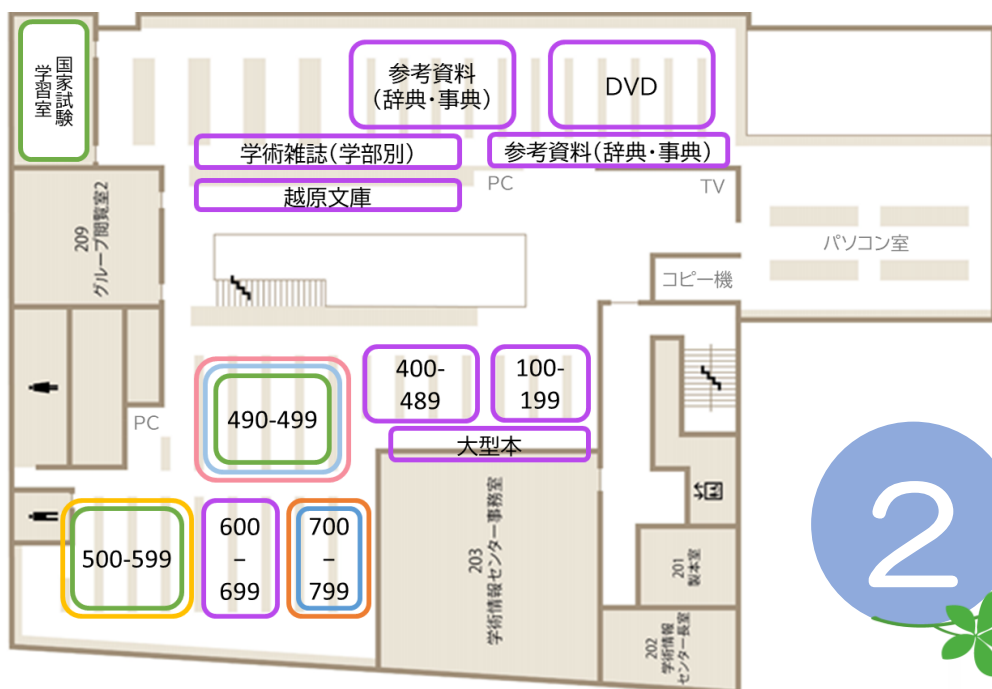 国家試験
学習室
参考資料
(辞典・事典)
DVD
学術雑誌(学部別)
参考資料(辞典・事典)
越原文庫
PC
TV
209
グループ閲覧室2
パソコン室
コピー機
400-
489
100-
199
490-499
PC
大型本
500-599
600
–
699
700
–
799
203
学術情報センター事務室
201
製本室
202
学術情報
センター長室
2